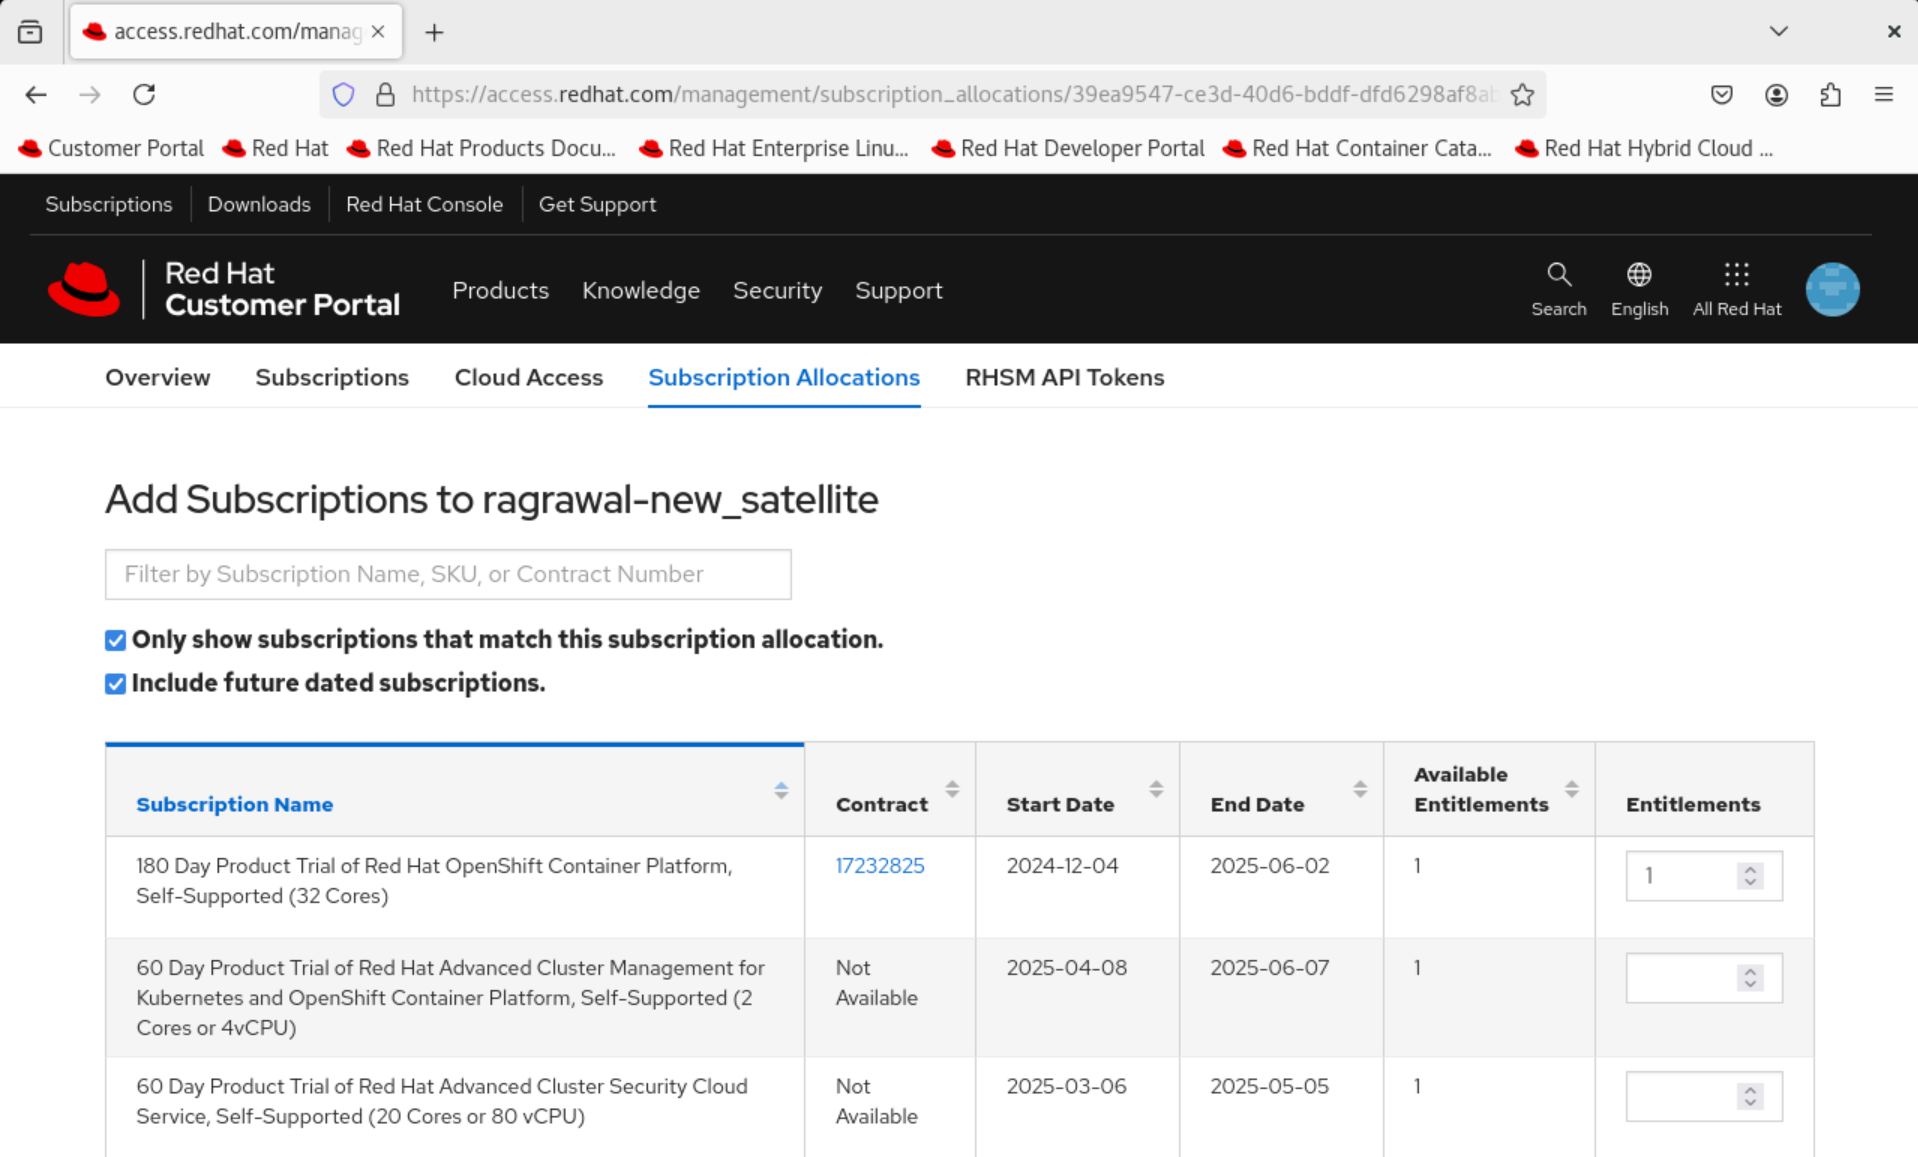 access.redhat.com/manag
https://access.redhat.com/management/subscription_allocations/39ea9547-ce3d-40d6-bddf-dfd6298af8ab
Customer Portal Red Hat Red Hat Products Docu... Red Hat Enterprise Linu... Red Hat Developer Portal Red Hat Container Cata... Red Hat Hybrid Cloud ...
Subscriptions Downloads Red Hat Console Get Support
Red Hat
Customer Portal
Products Knowledge Security Support
Search English All Red Hat
Overview Subscriptions Cloud Access Subscription Allocations RHSM API Tokens
Add Subscriptions to ragrawal-new_satellite
Filter by Subscription Name, SKU, or Contract Number
Only show subscriptions that match this subscription allocation.
Include future dated subscriptions.
Available
Subscription Name Contract Start Date End Date Entitlements Entitlements
180 Day Product Trial of Red Hat OpenShift Container Platform, 17232825 2024-12-04 2025-06-02 1 1
Self-Supported (32 Cores)
60 Day Product Trial of Red Hat Advanced Cluster Management for Not 2025-04-08 2025-06-07 1
Kubernetes and OpenShift Container Platform, Self-Supported (2 Available
Cores or 4vCPU)
60 Day Product Trial of Red Hat Advanced Cluster Security Cloud Not 2025-03-06 2025-05-05 1
Service, Self-Supported (20 Cores or 80 vCPU) Available